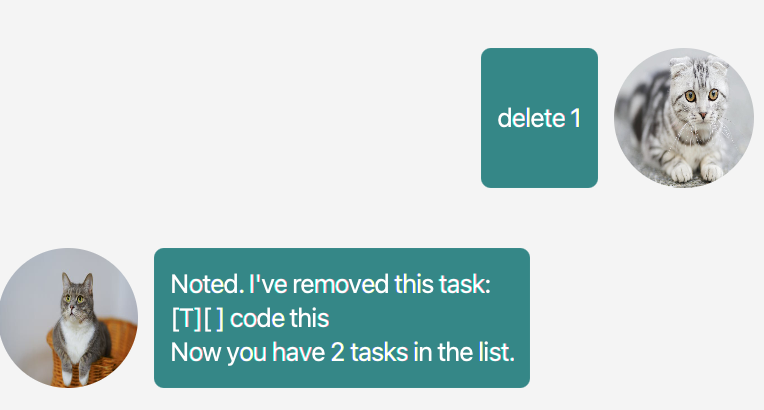 delete 1
Noted. I've removed this task:
[T][ ] code this
Now you have 2 tasks in the list.